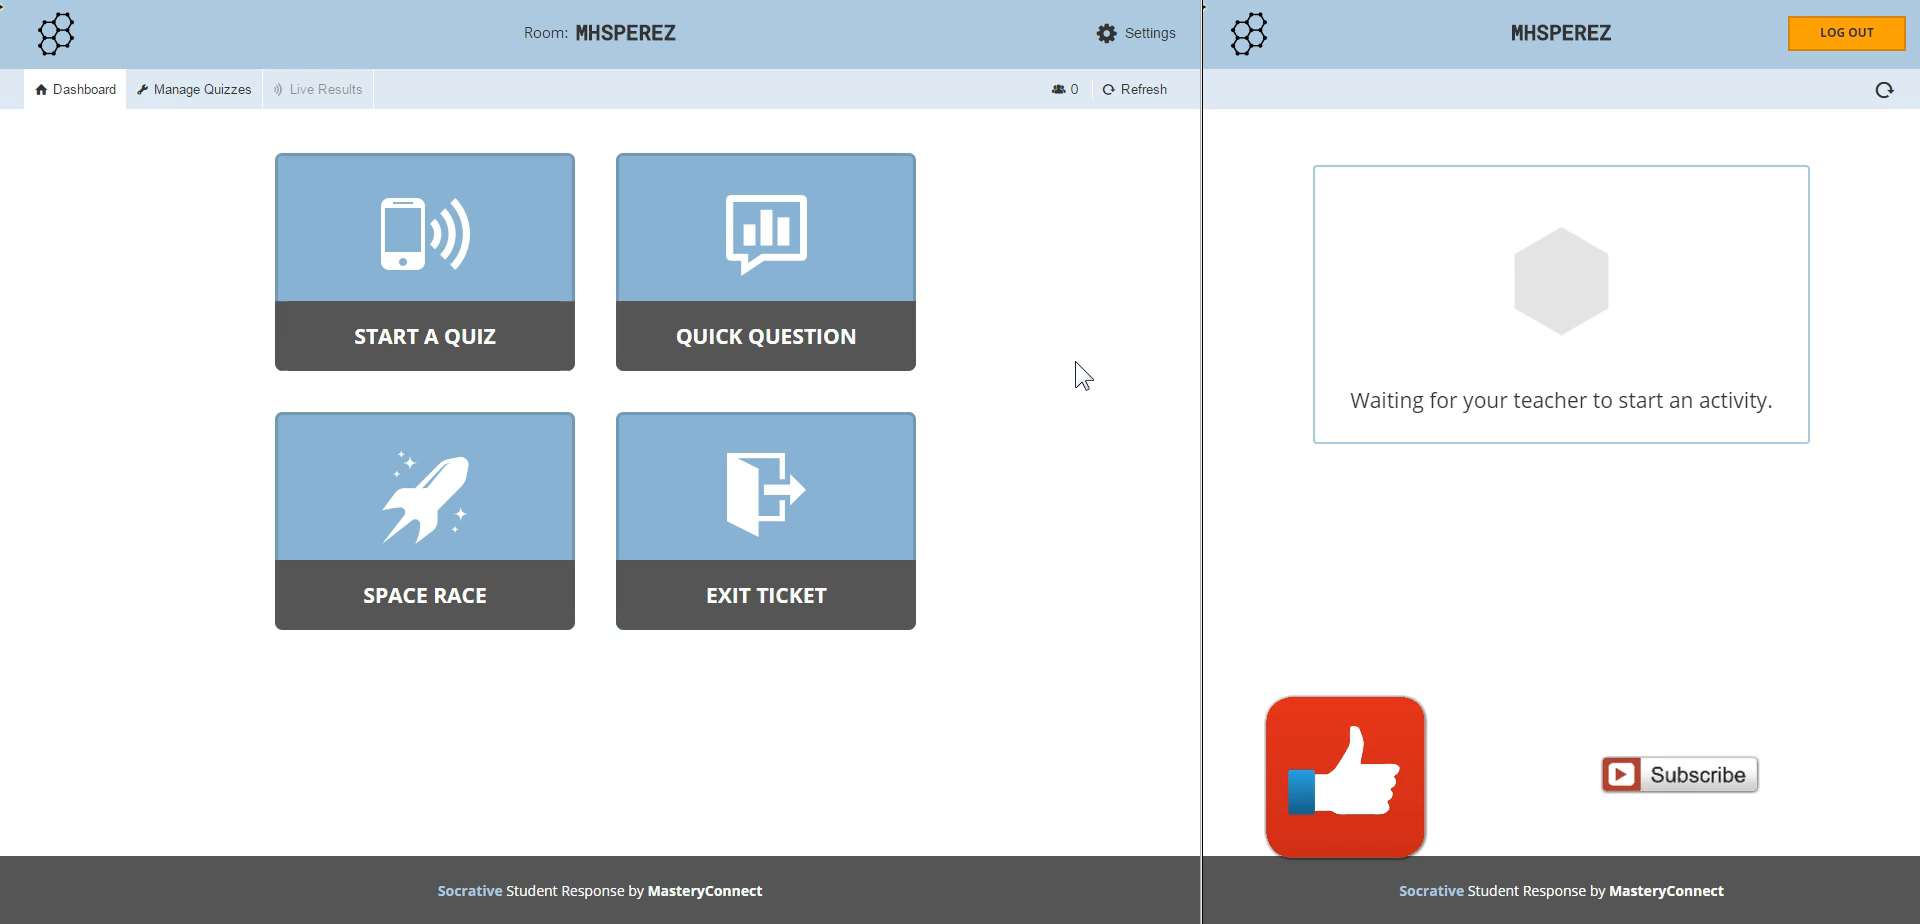 Room: MHSPEREZ
Settings
MHSPEREZ
LOG OUT
Dashboard
Manage Quizzes
Live Results
0
Refresh
START A QUIZ
QUICK QUESTION
Waiting for your teacher to start an activity.
SPACE RACE
EXIT TICKET
Subscribe
Socrative Student Response by MasteryConnect
Socrative Student Response by MasteryConnect